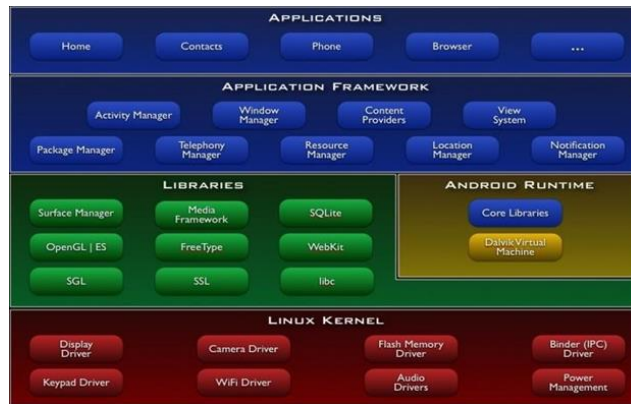 APPLICATIONS
Home
Contacts
Phone
Browser
...
APPLICATION FRAMEWORK
Activity Manager
Window
Manager
Content
Providers
View
System
Package Manager
Telephony
Manager
Resource
Manager
Location
Manager
Notification
Manager
LIBRARIES
Surface Manager
Media
Framework
SQLite
OpenGL | ES
FreeType
WebKit
SGL
SSL
libc
ANDROID RUNTIME
Core Libraries
Dalvik Virtual
Machine
LINUX KERNEL
Display
Driver
Camera Driver
Flash Memory
Driver
Binder (IPC)
Driver
Keypad Driver
WiFi Driver
Audio
Drivers
Power
Management